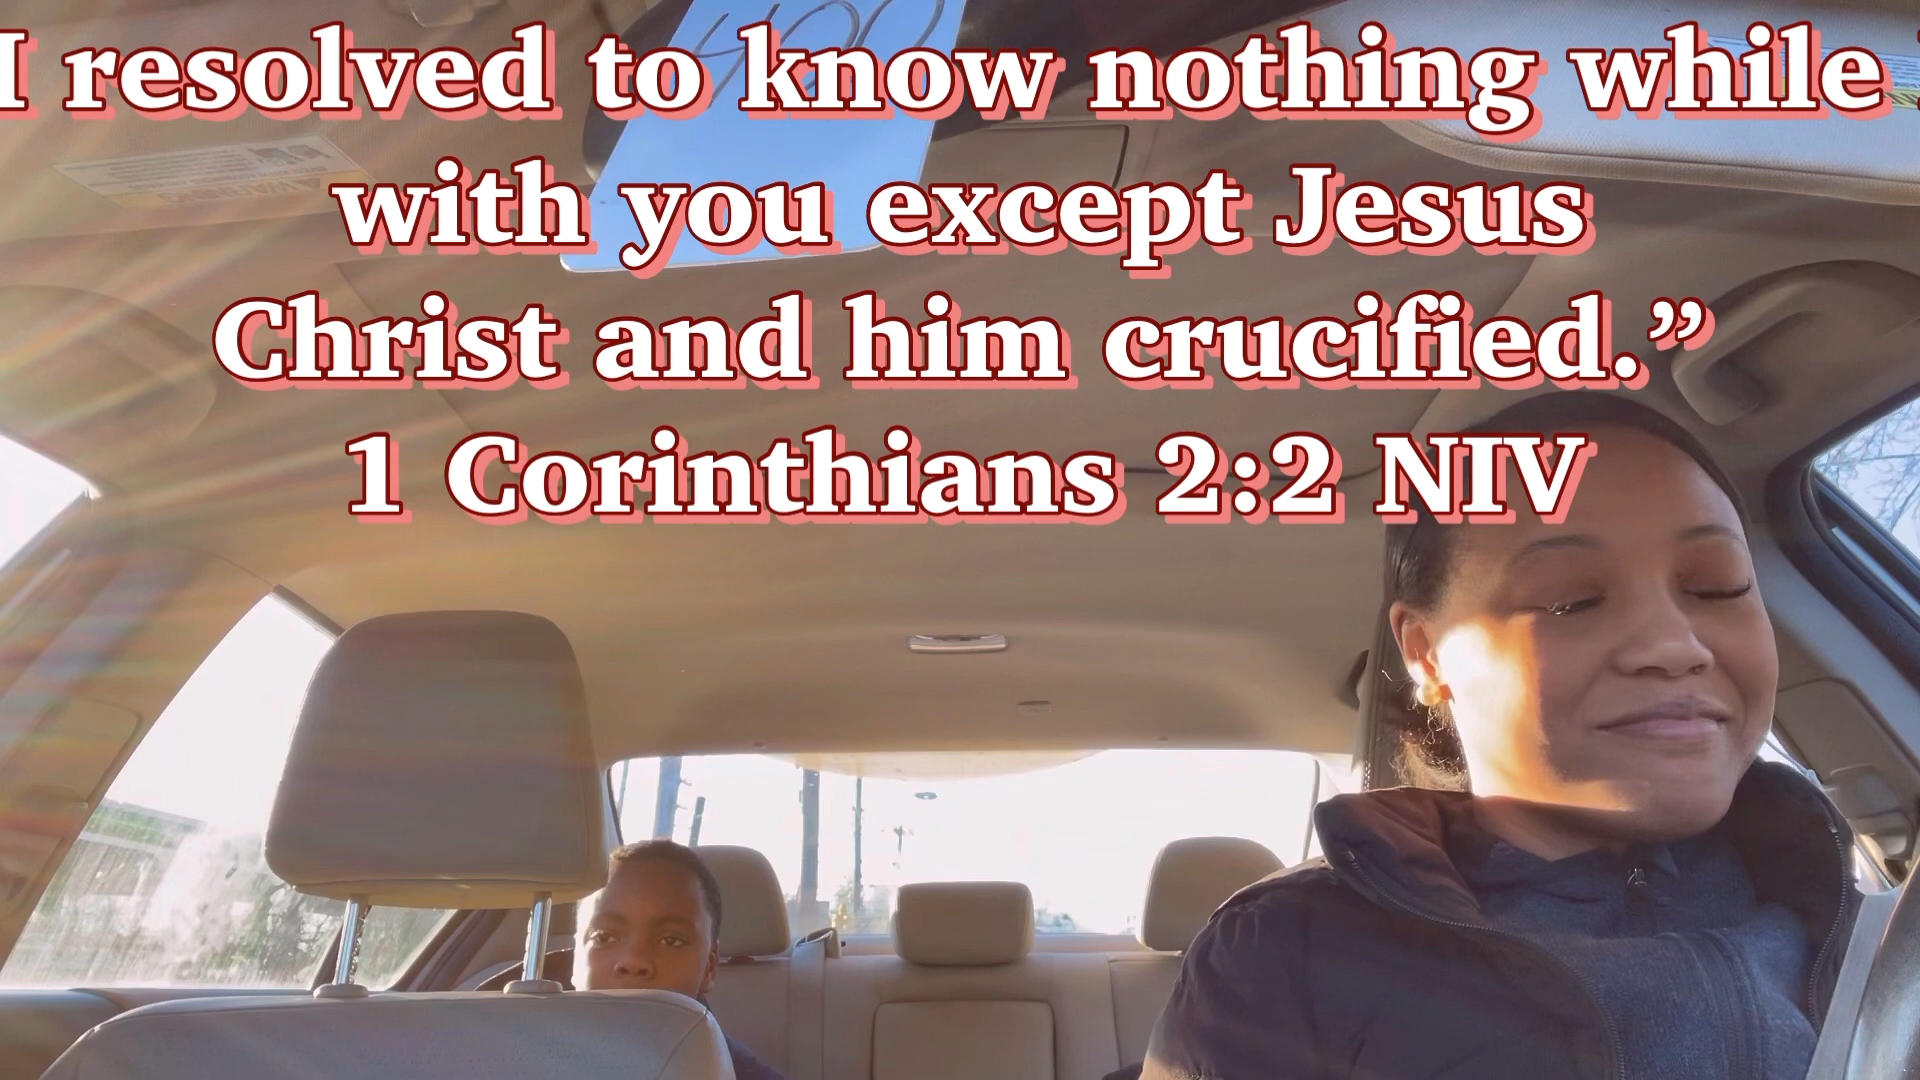 I resolved to know nothing while
with you except Jesus
Christ and him crucified.”
1 Corinthians 2:2 NIV